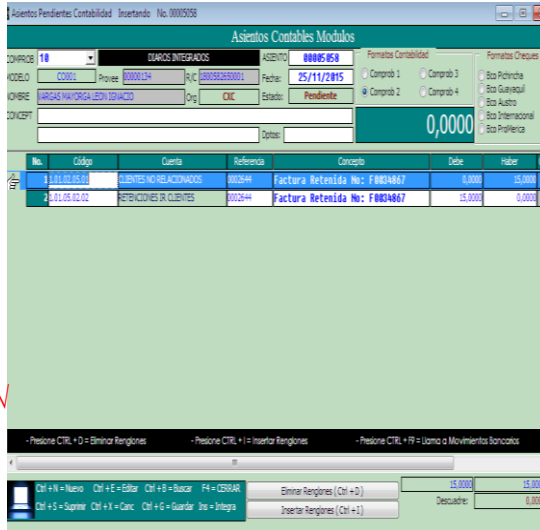 Asientos Pendientes Contabilidad Insertando No. 00005058
Asientos Contables Modulos
COMPROB 10 DIARIOS INTEGRADOS ASIENTO 00005058 Formatos Contabilidad Formatos Cheques
MODELO CC001 Provee 00000134 R/C 1800582650001 Fecha: 25/11/2015 Comprob 1 Comprob 3 Bco Pichincha
NOMBRE VARGAS MAYORGA LEON IGNACIO Org CXC Estado: Pendiente Comprob 2 Comprob 4 Bco Guayaquil
Bco Austro
CONCEPT Dptos: 0,0000 Bco Internacional
Bco ProMerica
No. Código Cuenta Referencia Concepto Debe Haber
1 1.01.02.05.01 CLIENTES NO RELACIONADOS 0002644 Factura Retenida No: F0034867 0,0000 15,0000
2 1.01.05.02.02 RETENCIONES IR CLIENTES 0002644 Factura Retenida No: F0034867 15,0000 0,0000
- Presione CTRL + D = Eliminar Renglones - Presione CTRL + I = Insertar Renglones - Presione CTRL + F9 = Llama a Movimientos Bancarios
Ctrl + N = Nuevo Ctrl + E = Editar Ctrl + B = Buscar F4 = CERRAR Eliminar Renglones ( Ctrl + D ) 15,0000 15,00
Ctrl + S = Suprimir Ctrl + X = Canc Ctrl + G = Guardar Ins = Integra Insertar Renglones ( Ctrl + I ) Descuadre: 0,00